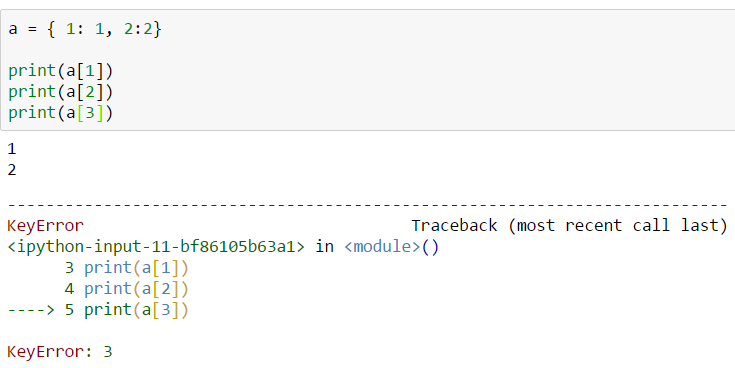 a = { 1: 1, 2:2}
print(a[1])
print(a[2])
print(a[3])
1
2
---------------------------------------------------------------------------
KeyError                                  Traceback (most recent call last)
<ipython-input-11-bf86105b63a1> in <module>()
      3 print(a[1])
      4 print(a[2])
----> 5 print(a[3])
KeyError: 3